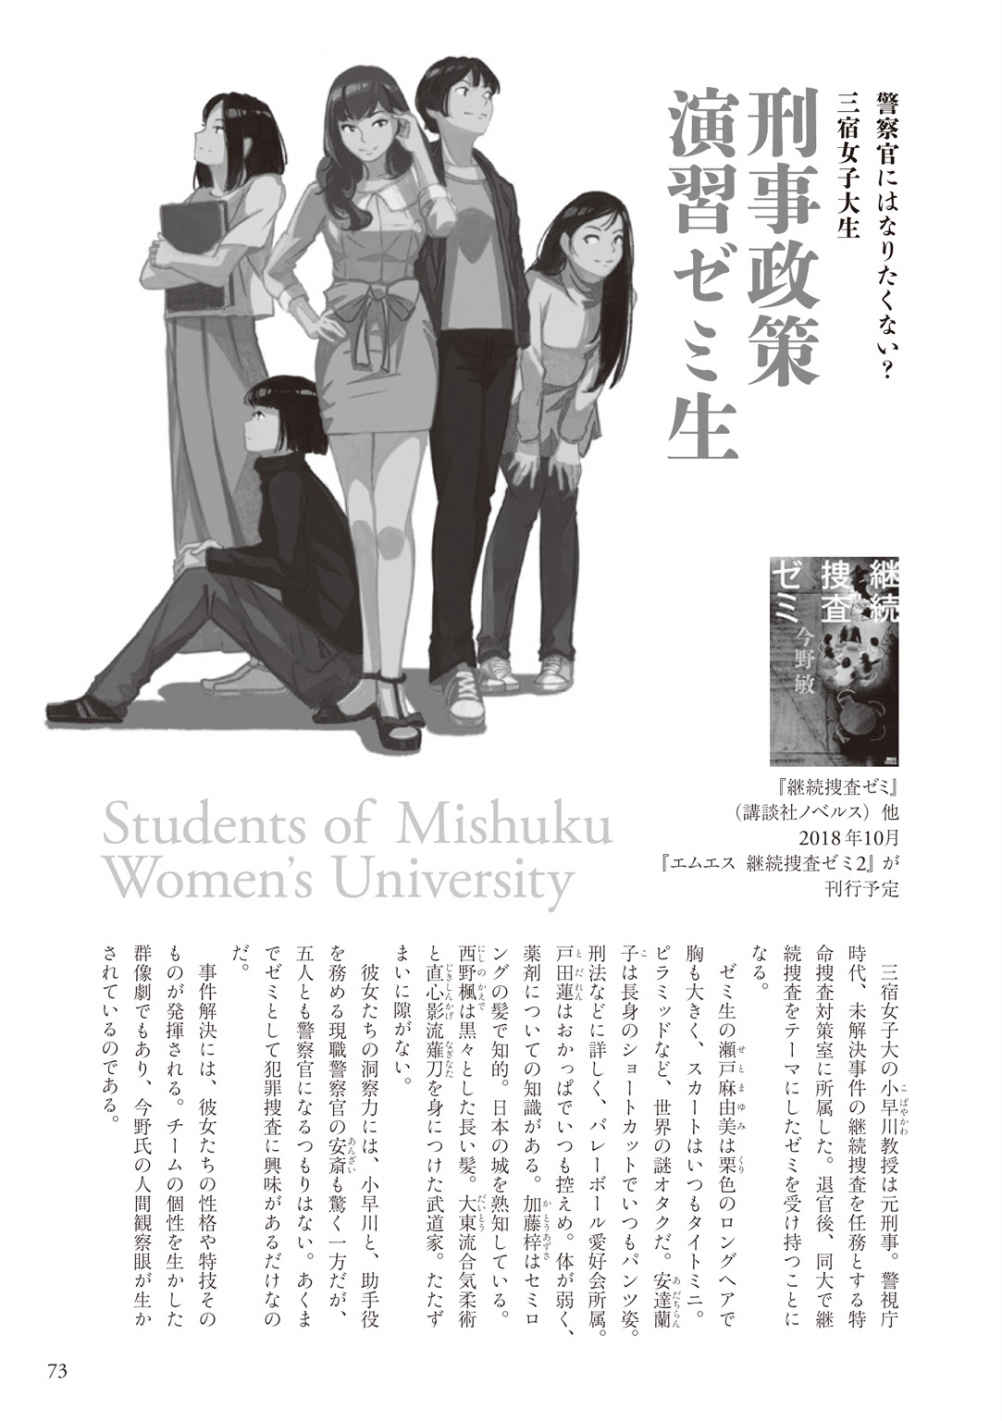 警察官にはなりたくない？
三宿女子大生
刑事政策
演習ゼミ生
継続
捜査
ゼミ
今野敏
『継続捜査ゼミ』
（講談社ノベルス）他
2018年10月
『エムエス 継続捜査ゼミ2』が
刊行予定
Students of Mishuku
Women's University
三宿女子大の小早川教授は元刑事。警視庁
時代、未解決事件の継続捜査を任務とする特
命捜査対策室に所属した。退官後、同大で継
続捜査をテーマにしたゼミを受け持つことに
なる。
ゼミ生の瀬戸麻由美は栗色のロングヘアで
胸も大きく、スカートはいつもタイトミニ。
ピラミッドなど、世界の謎オタクだ。安達蘭
子は長身のショートカットでいつもパンツ姿。
刑法などに詳しく、バレーボール愛好会所属。
戸田蓮はおかっぱでいつも控えめ。体が弱く、
薬剤についての知識がある。加藤梓はセミロ
ングの髪で知的。日本の城を熟知している。
西野楓は黒々とした長い髪。大東流合気柔術
と直心影流薙刀を身につけた武道家。たたず
まいに隙がない。
彼女たちの洞察力には、小早川と、助手役
を務める現職警察官の安斎も驚く一方だが、
五人とも警察官になるつもりはない。あくま
でゼミとして犯罪捜査に興味があるだけなの
だ。
事件解決には、彼女たちの性格や特技その
ものが発揮される。チームの個性を生かした
群像劇でもあり、今野氏の人間観察眼が生か
されているのである。
73